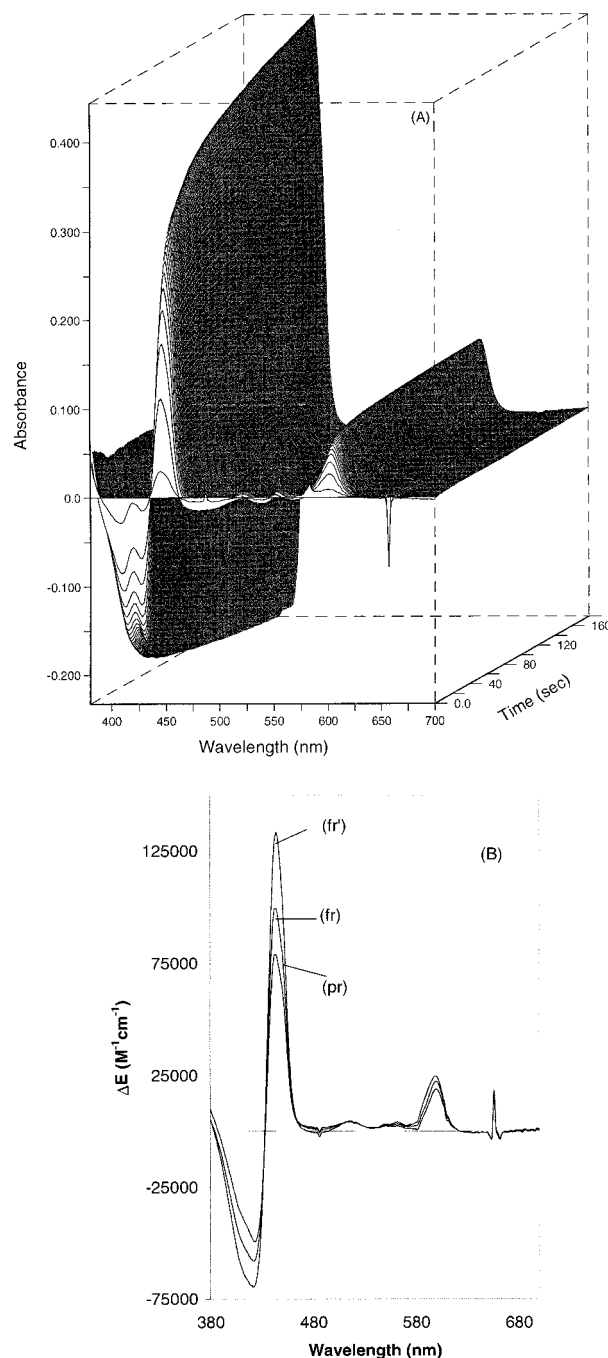 (A)
0.400
0.300
0.200
0.100
0.0
-0.100
-0.200
Absorbance
400 450 500 550 600 650 700
Wavelength (nm)
0.0 40 80 120 160
Time (sec)
(B)
(fr')
(fr)
(pr)
125000
75000
25000
-25000
-75000
ΔE (M⁻¹cm⁻¹)
380 480 580 680
Wavelength (nm)